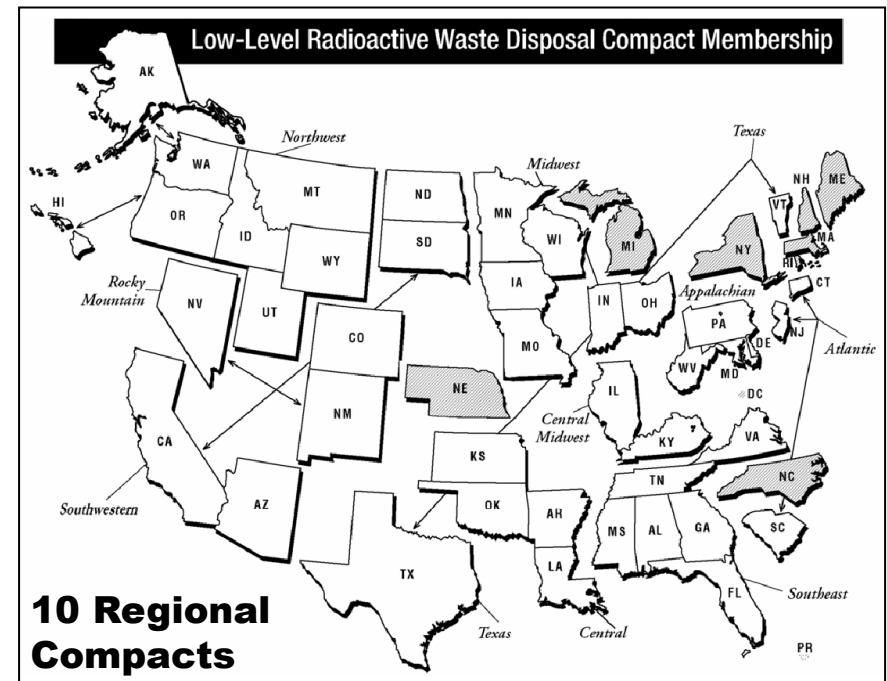 Low-Level Radioactive Waste Disposal Compact Membership
AK
Northwest
Texas
WA
MT
ND
MN
Midwest
VT
NH
ME
HI
OR
ID
SD
WI
MI
NY
MA
RI
WY
IA
Appalachian
CT
Rocky
Mountain
NV
UT
IN
OH
PA
NJ
CO
MO
DE
Atlantic
WV
MD
NE
IL
DC
NM
Central
Midwest
CA
KS
KY
VA
TN
NC
Southwestern
AZ
OK
AR
MS
AL
GA
SC
TX
LA
FL
Southeast
10 Regional
Compacts
Texas
Central
PR